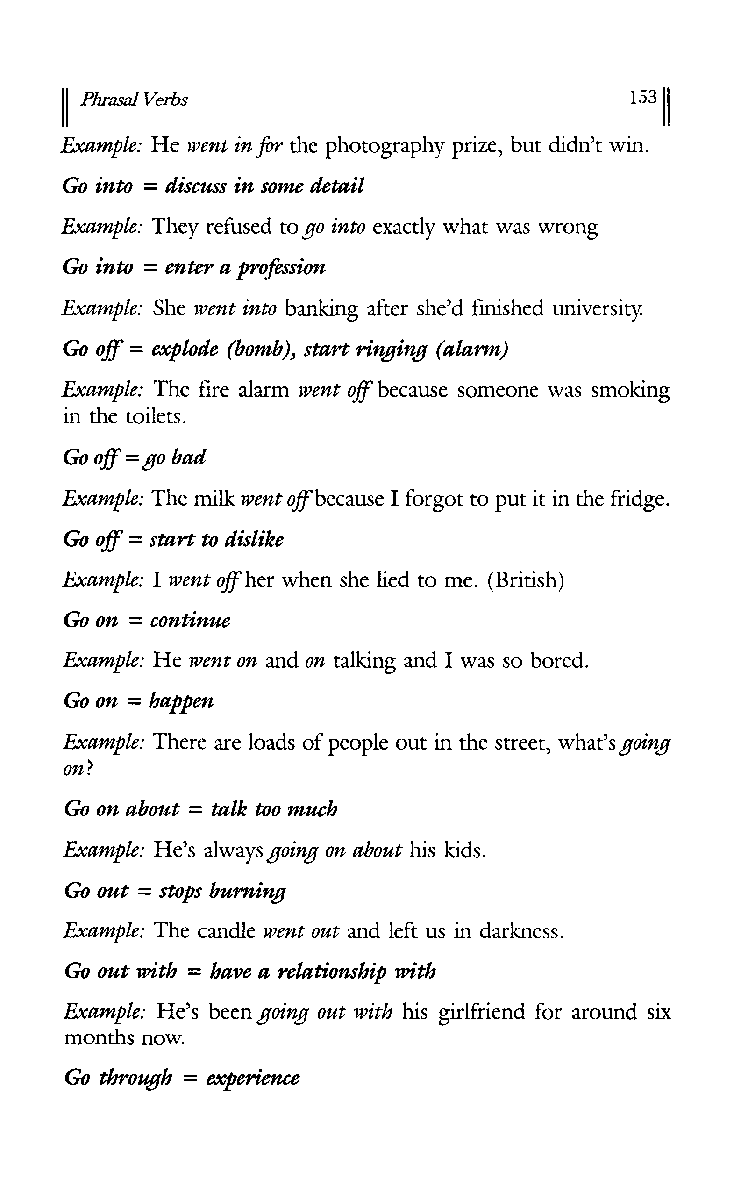 Phrasal Verbs 153
Example: He went in for the photography prize, but didn't win.
Go into = discuss in some detail
Example: They refused to go into exactly what was wrong
Go into = enter a profession
Example: She went into banking after she'd finished university.
Go off = explode (bomb), start ringing (alarm)
Example: The fire alarm went off because someone was smoking
in the toilets.
Go off = go bad
Example: The milk went off because I forgot to put it in the fridge.
Go off = start to dislike
Example: I went off her when she lied to me. (British)
Go on = continue
Example: He went on and on talking and I was so bored.
Go on = happen
Example: There are loads of people out in the street, what's going
on?
Go on about = talk too much
Example: He's always going on about his kids.
Go out = stops burning
Example: The candle went out and left us in darkness.
Go out with = have a relationship with
Example: He's been going out with his girlfriend for around six
months now.
Go through = experience